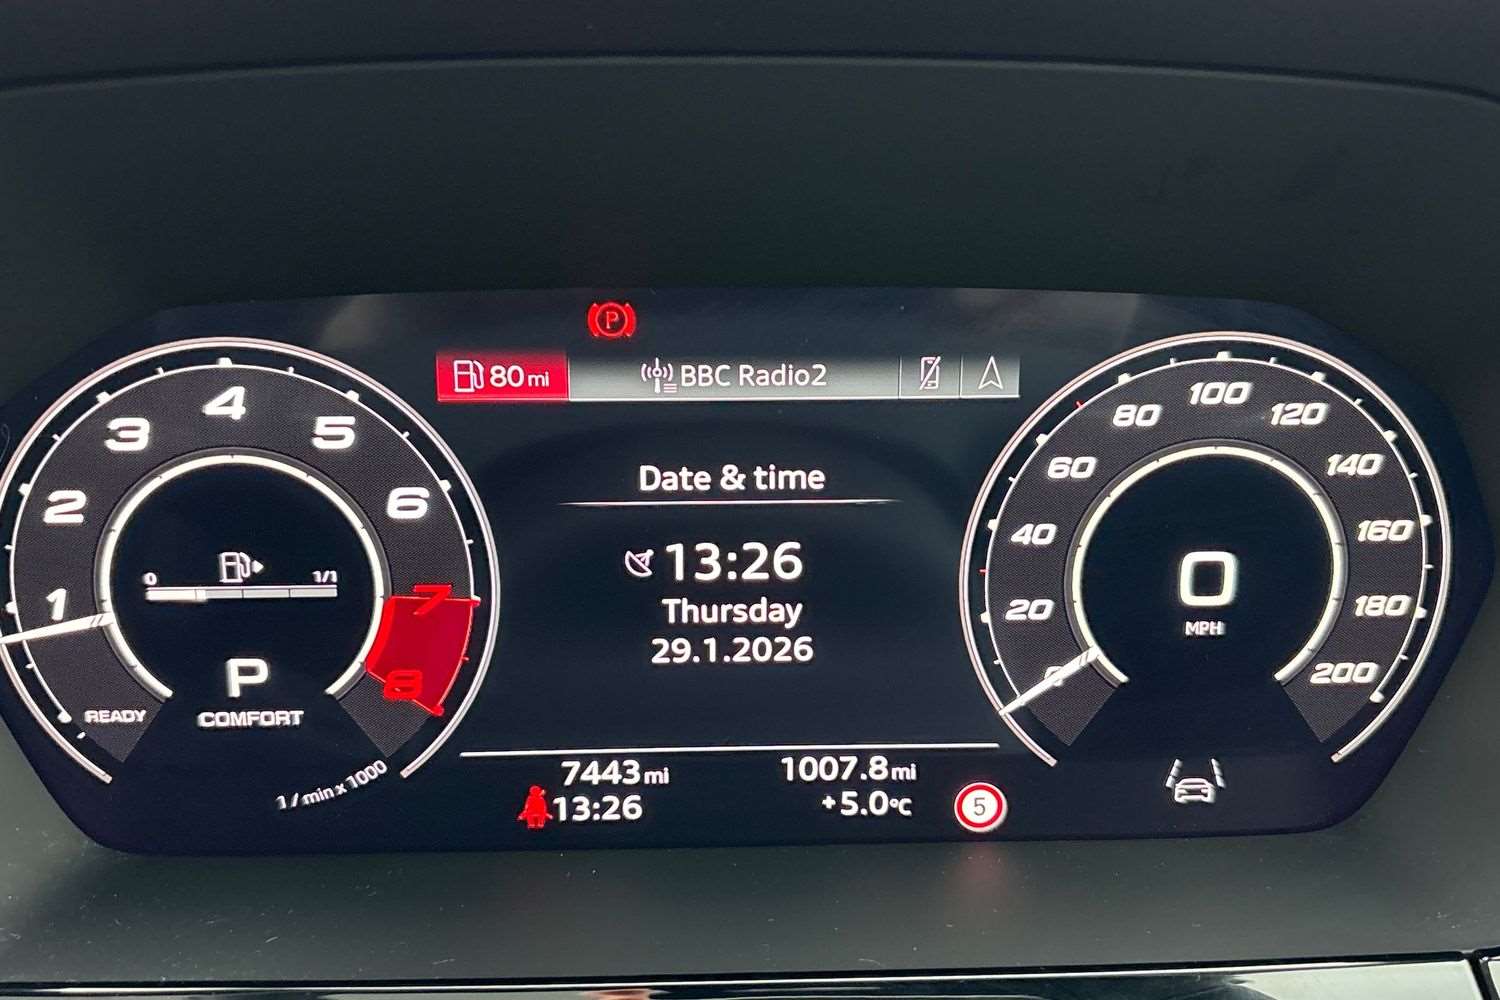 P
80 mi
BBC Radio2
Date & time
13:26
Thursday
29.1.2026
7443 mi
1007.8 mi
13:26
+5.0°C
5
1
2
3
4
5
6
7
8
0
1/1
P
COMFORT
READY
1 / min x 1000
0
20
40
60
80
100
120
140
160
180
200
0
MPH